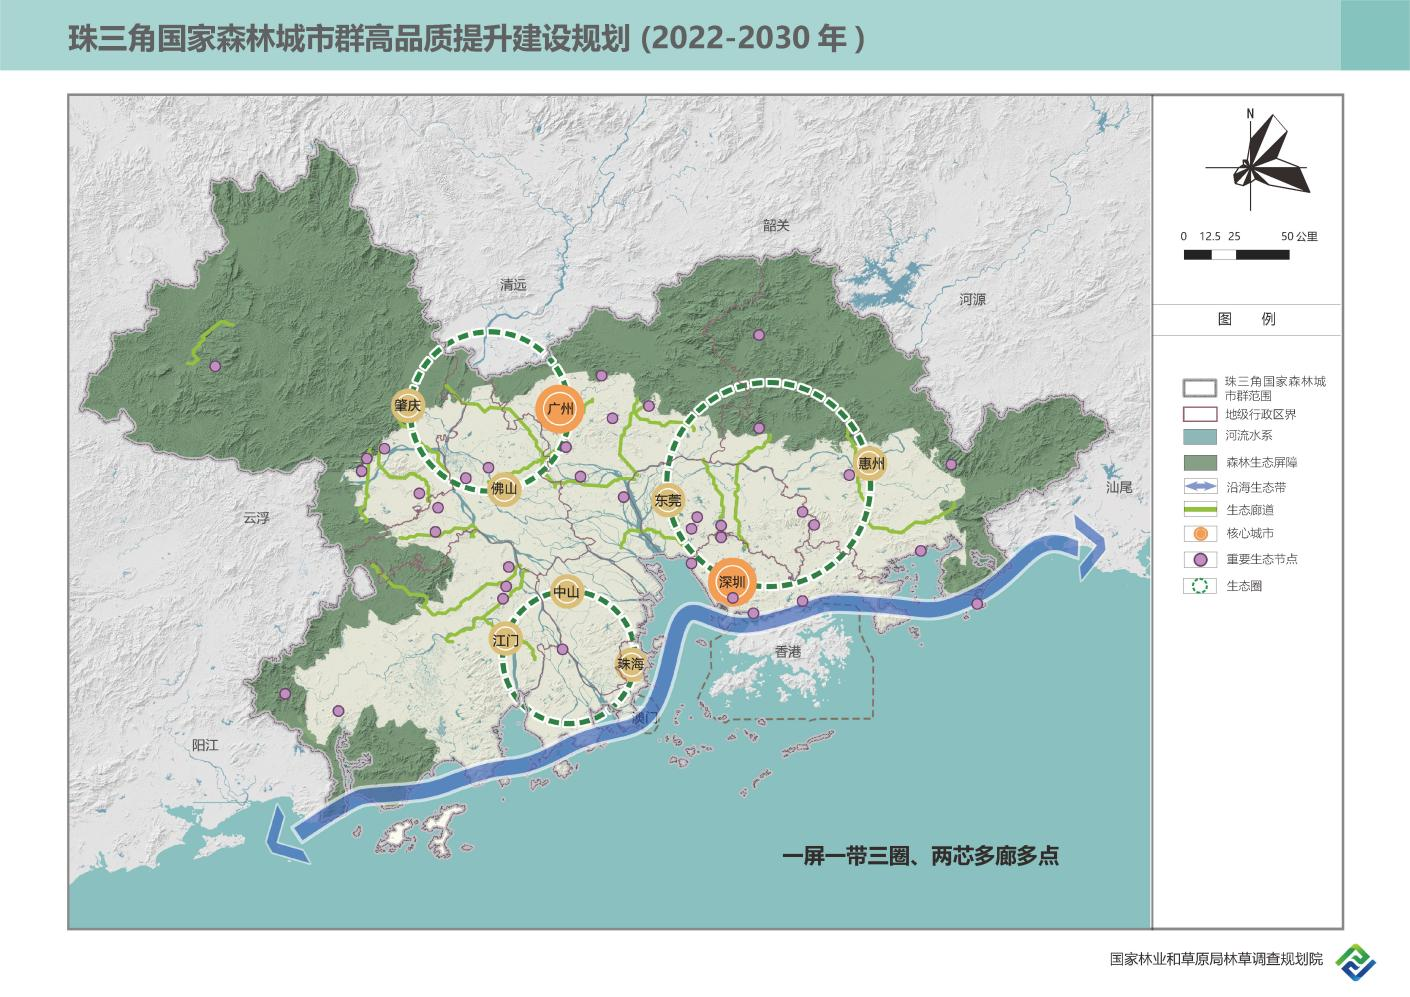 珠三角国家森林城市群高品质提升建设规划 (2022-2030 年 )
N
0 12.5 25 50 公里
图 例
珠三角国家森林城
市群范围
地级行政区界
河流水系
森林生态屏障
沿海生态带
生态廊道
核心城市
重要生态节点
生态圈
韶关
清远
河源
肇庆
广州
惠州
佛山
东莞
汕尾
云浮
深圳
中山
江门
香港
珠海
澳门
阳江
一屏一带三圈、两芯多廊多点
国家林业和草原局林草调查规划院